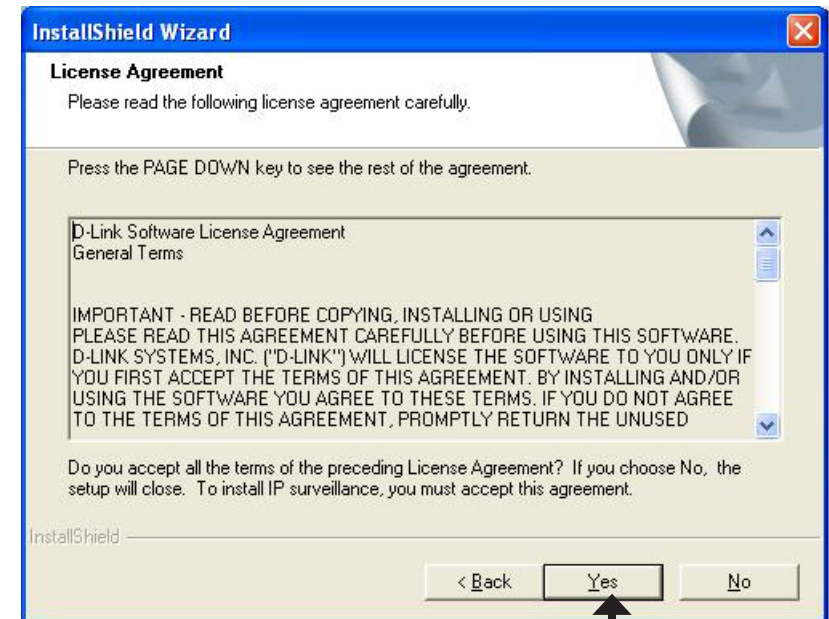 InstallShield Wizard
License Agreement
Please read the following license agreement carefully.
Press the PAGE DOWN key to see the rest of the agreement.
D-Link Software License Agreement
General Terms
IMPORTANT - READ BEFORE COPYING, INSTALLING OR USING
PLEASE READ THIS AGREEMENT CAREFULLY BEFORE USING THIS SOFTWARE.
D-LINK SYSTEMS, INC. ("D-LINK") WILL LICENSE THE SOFTWARE TO YOU ONLY IF
YOU FIRST ACCEPT THE TERMS OF THIS AGREEMENT. BY INSTALLING AND/OR
USING THE SOFTWARE YOU AGREE TO THESE TERMS. IF YOU DO NOT AGREE
TO THE TERMS OF THIS AGREEMENT, PROMPTLY RETURN THE UNUSED
Do you accept all the terms of the preceding License Agreement? If you choose No, the
setup will close. To install IP surveillance, you must accept this agreement.
InstallShield
< Back Yes No